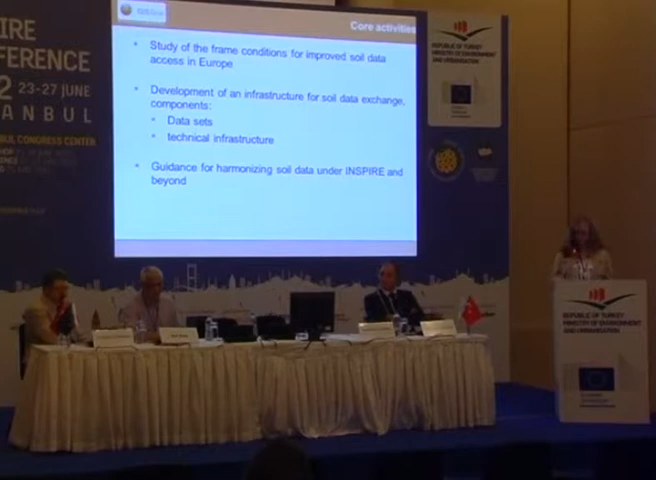 IRE
FERENCE
2 23-27 JUNE
ANBUL
CONGRESS CENTER
Core activities
Study of the frame conditions for improved soil data
access in Europe
Development of an infrastructure for soil data exchange,
components:
Data sets
technical infrastructure
Guidance for harmonizing soil data under INSPIRE and
beyond
REPUBLIC OF TURKEY
MINISTRY OF ENVIRONMENT
AND URBANISATION
REPUBLIC OF TURKEY
MINISTRY OF ENVIRONMENT
AND URBANISATION